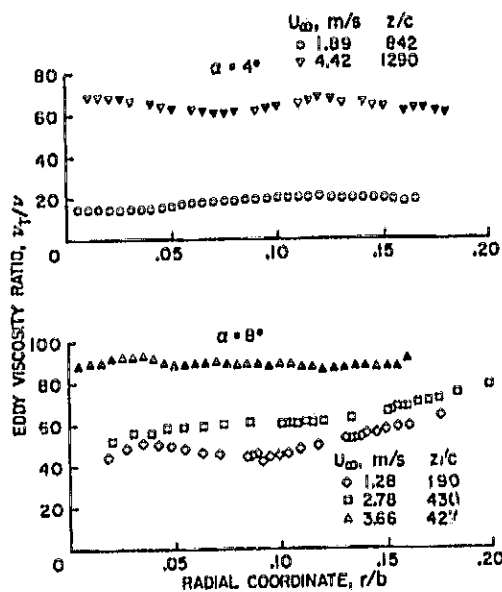 U∞, m/s z/c
α = 4° ○ 1.89 842
▽ 4.42 1290
80
60
40
20
0 .05 .10 .15 .20
EDDY VISCOSITY RATIO, νT/ν
α = 8°
100
80
60
40
20
U∞, m/s z/c
◇ 1.28 190
□ 2.78 430
△ 3.66 427
0 .05 .10 .15 .20
RADIAL COORDINATE, r/b